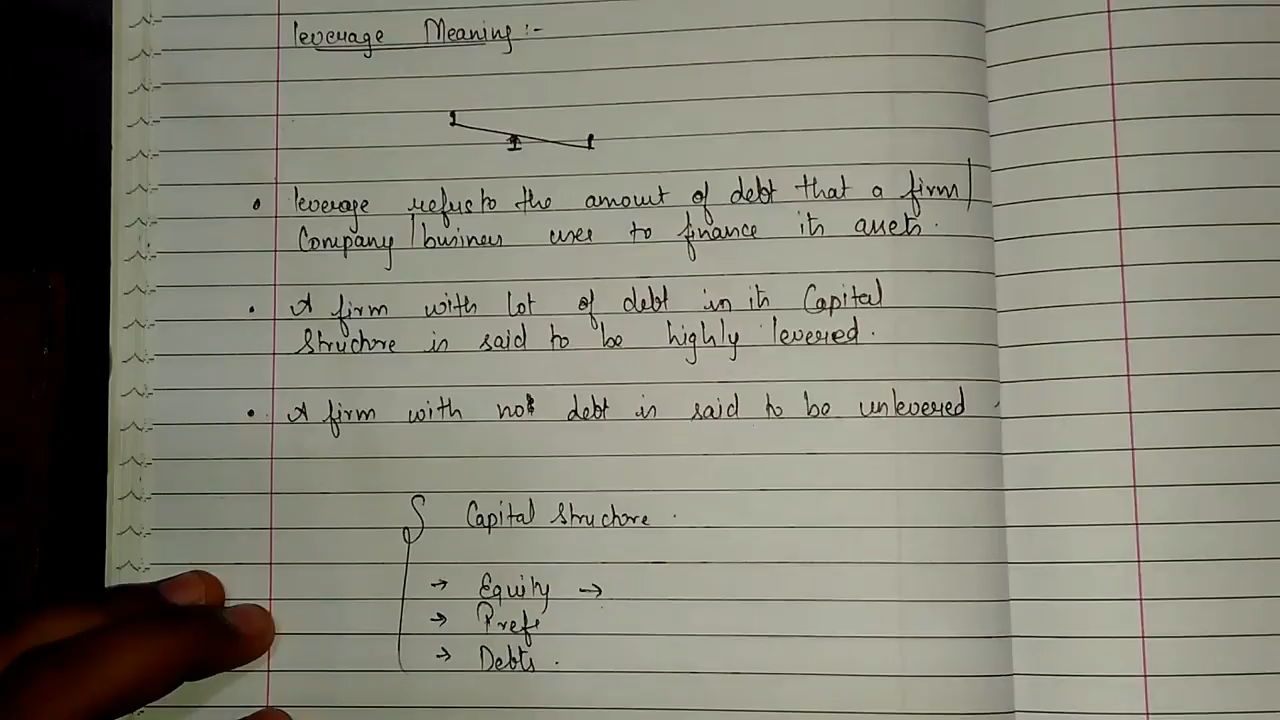 leverage Meaning :-
• leverage refers to the amount of debt that a firm/
Company/business uses to finance its assets.
• A firm with lot of debt in its Capital
Structure is said to be highly levered.
• A firm with no debt is said to be unlevered.
Capital structure.
→ Equity →
→ Prefe
→ Debts.